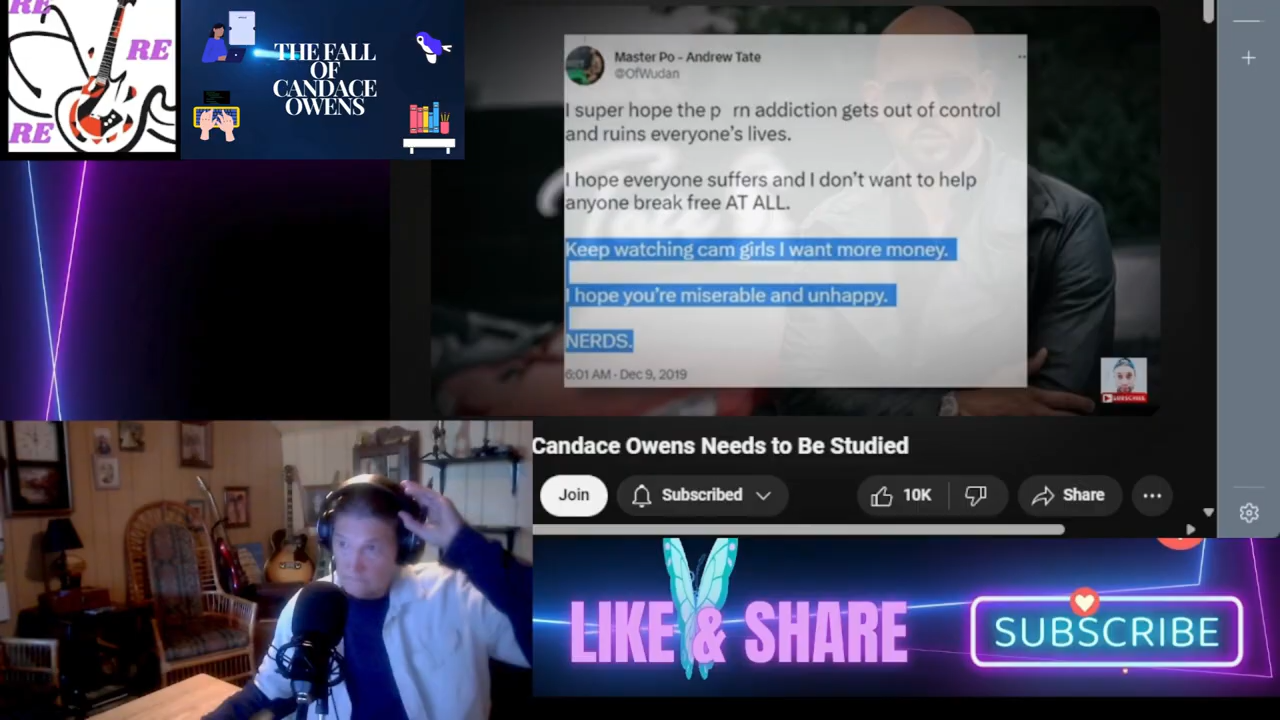 RE
RE
RE
THE FALL
OF
CANDACE
OWENS
Master Po - Andrew Tate
@OfWudan
I super hope the p rn addiction gets out of control
and ruins everyone's lives.
I hope everyone suffers and I don't want to help
anyone break free AT ALL.
Keep watching cam girls I want more money.
I hope you're miserable and unhappy.
NERDS.
6:01 AM · Dec 9, 2019
SUBSCRIBE
Candace Owens Needs to Be Studied
Join
Subscribed
10K
Share
LIKE & SHARE
SUBSCRIBE